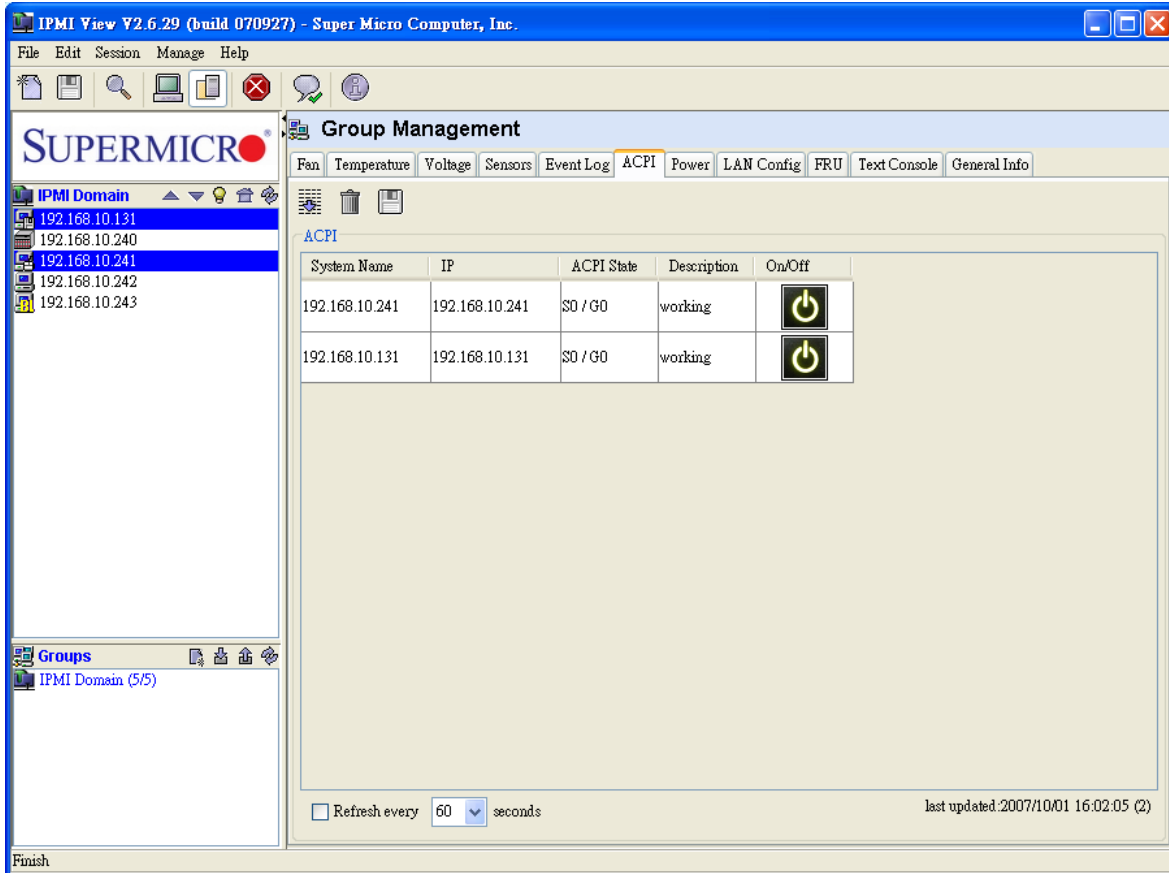 IPMI View V2.6.29 (build 070927) - Super Micro Computer, Inc.
File Edit Session Manage Help
SUPERMICRO
Group Management
Fan Temperature Voltage Sensors Event Log ACPI Power LAN Config FRU Text Console General Info
IPMI Domain
192.168.10.131
192.168.10.240
192.168.10.241
192.168.10.242
192.168.10.243
ACPI
System Name IP ACPI State Description On/Off
192.168.10.241 192.168.10.241 S0 / G0 working
192.168.10.131 192.168.10.131 S0 / G0 working
Groups
IPMI Domain (5/5)
Refresh every 60 seconds
last updated:2007/10/01 16:02:05 (2)
Finish